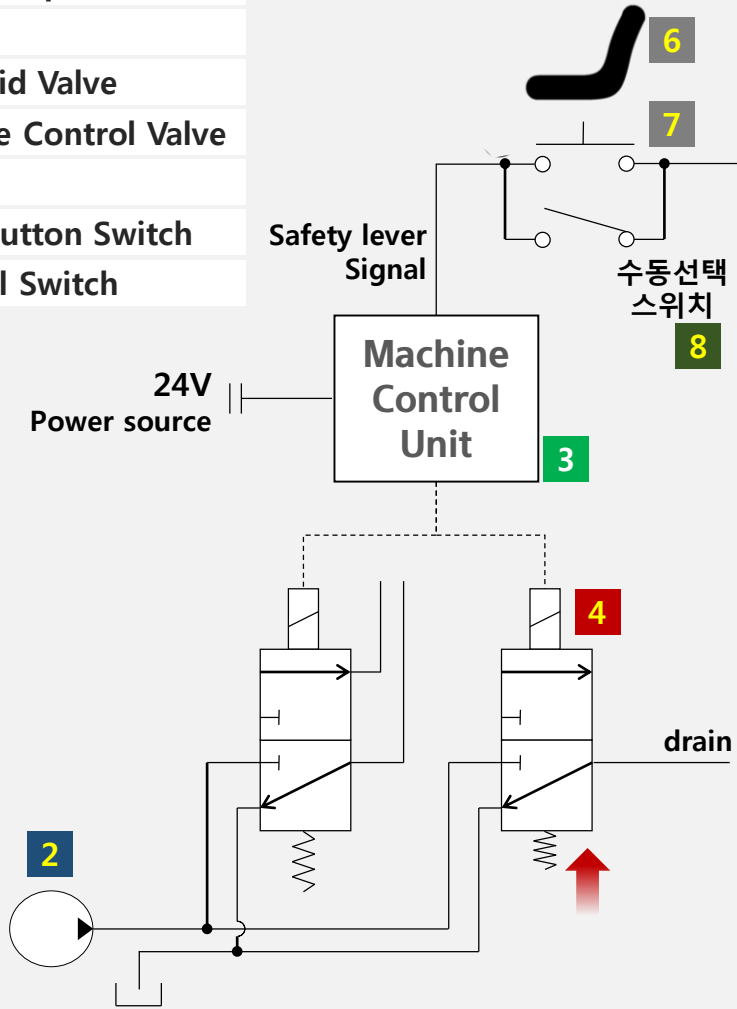 id Valve
e Control Valve
utton Switch
l Switch
6
7
Safety lever
Signal
수동선택
스위치
8
Machine
Control
Unit
24V
Power source
3
4
drain
2